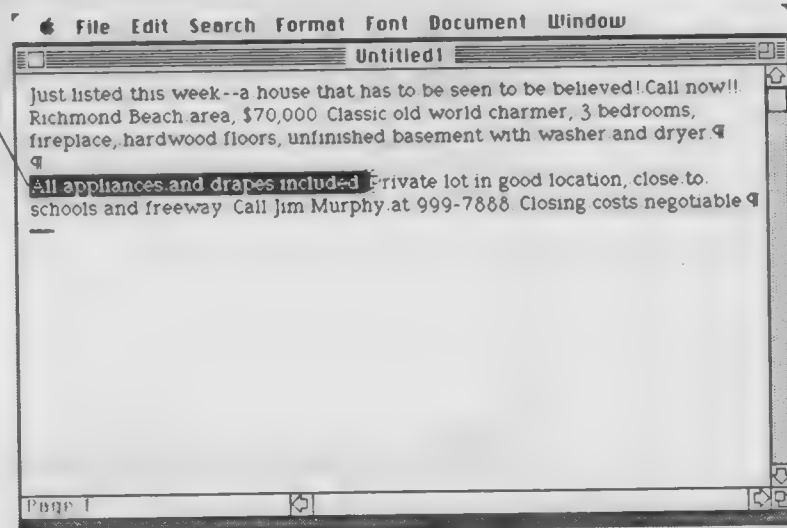 File Edit Search Format Font Document Window
Untitled1
Just listed this week--a house that has to be seen to be believed! Call now!!
Richmond Beach area, $70,000 Classic old world charmer, 3 bedrooms,
fireplace, hardwood floors, unfinished basement with washer and dryer.¶
¶
All appliances and drapes included Private lot in good location, close to
schools and freeway Call Jim Murphy at 999-7888 Closing costs negotiable ¶
Page 1